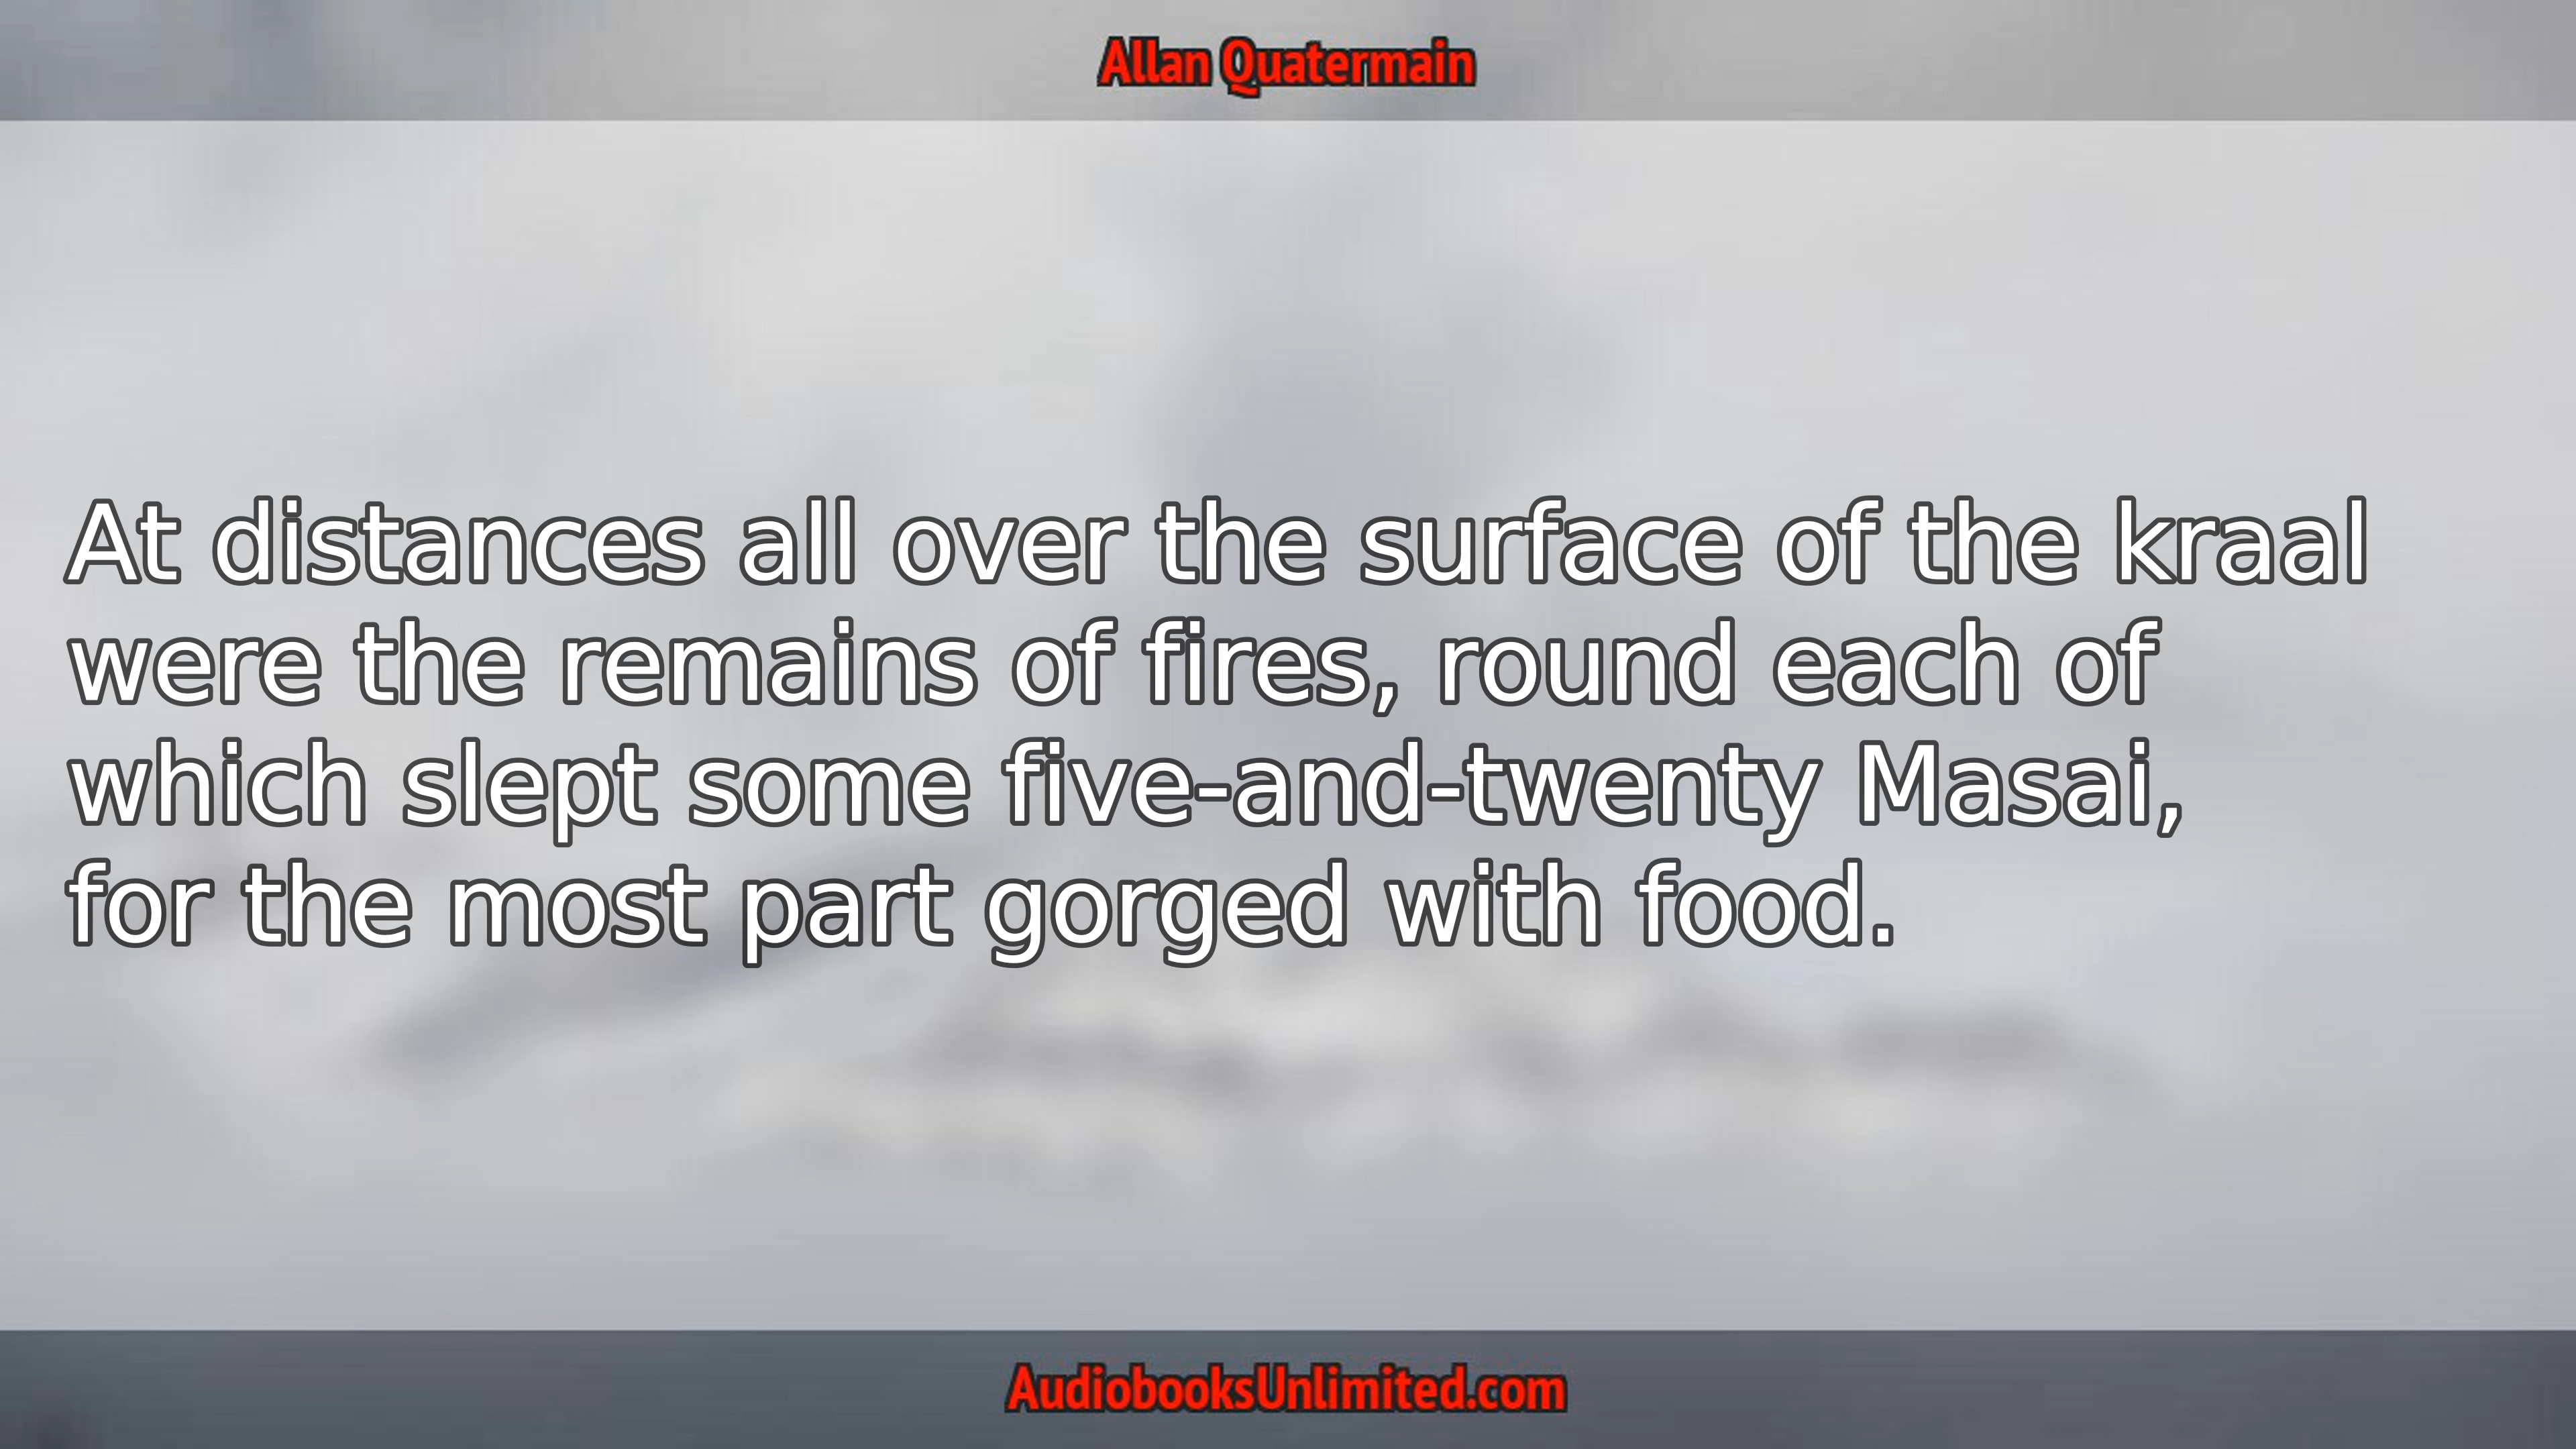 Allan Quatermain
At distances all over the surface of the kraal
were the remains of fires, round each of
which slept some five-and-twenty Masai,
for the most part gorged with food.
AudiobooksUnlimited.com